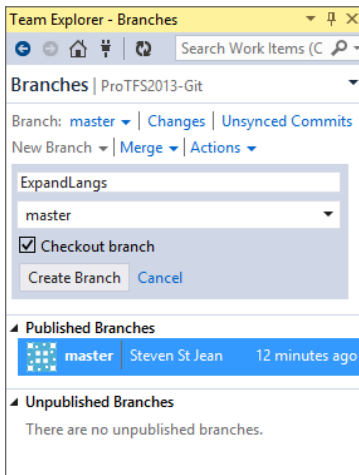 Team Explorer - Branches
Search Work Items (C
Branches | ProTFS2013-Git
Branch: master | Changes | Unsynced Commits
New Branch | Merge | Actions
ExpandLangs
master
Checkout branch
Create Branch Cancel
Published Branches
master Steven St Jean 12 minutes ago
Unpublished Branches
There are no unpublished branches.